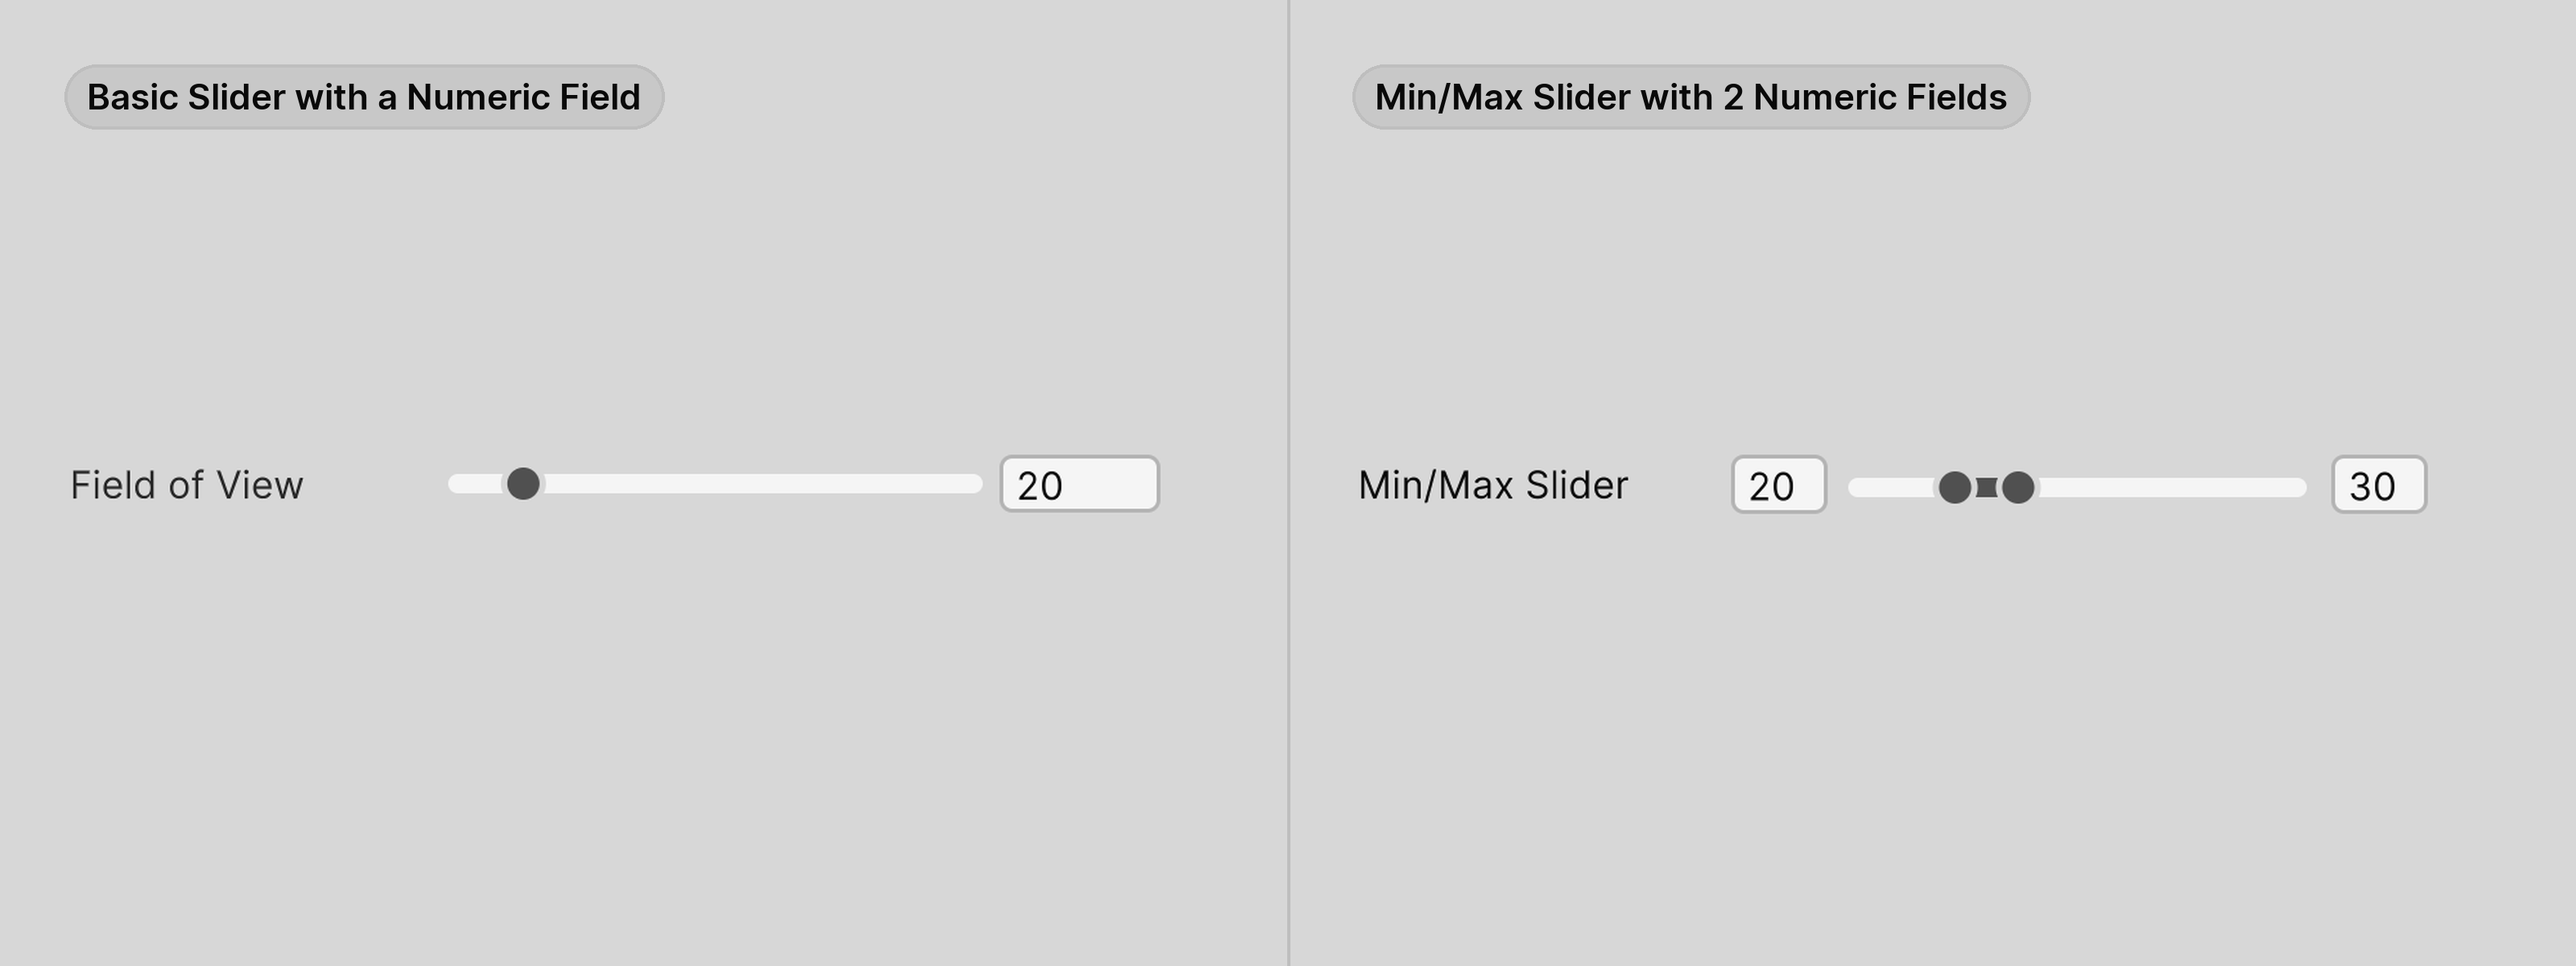 Basic Slider with a Numeric Field
Field of View
20
Min/Max Slider with 2 Numeric Fields
Min/Max Slider
20
30